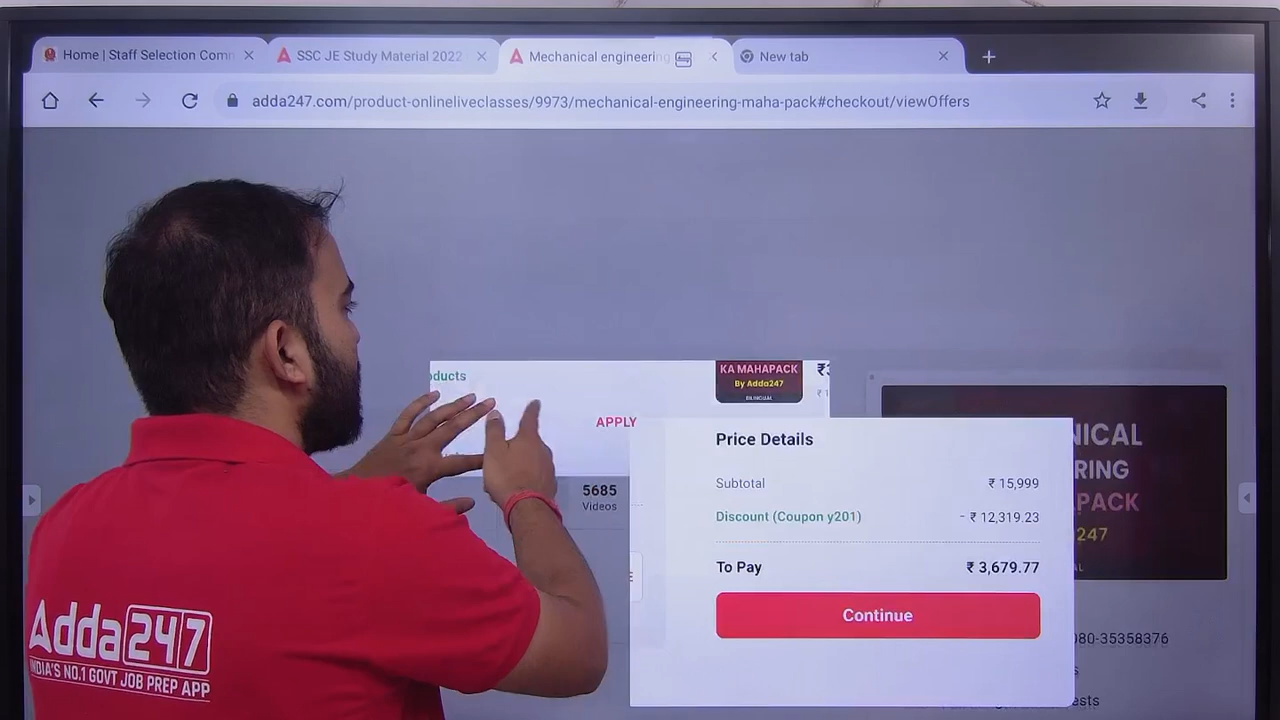 Home | Staff Selection Comm
SSC JE Study Material 2022
Mechanical engineering
New tab
adda247.com/product-onlineliveclasses/9973/mechanical-engineering-maha-pack#checkout/viewOffers
oducts
KA MAHAPACK
By Adda247
BILINGUAL
APPLY
5685
Videos
Price Details
Subtotal
₹ 15,999
Discount (Coupon y201)
- ₹ 12,319.23
To Pay
₹ 3,679.77
Continue
NICAL
RING
PACK
247
080-35358376
ests
Adda247
INDIA'S NO.1 GOVT JOB PREP APP